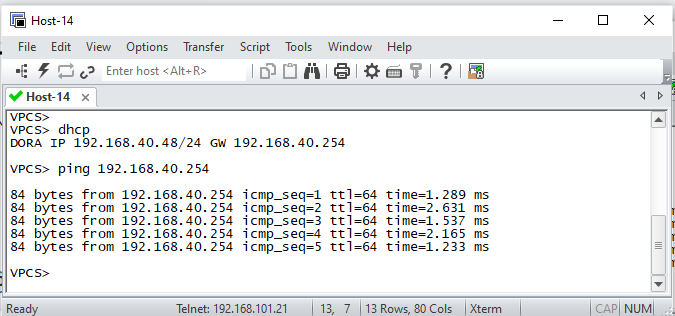 Host-14
File Edit View Options Transfer Script Tools Window Help
Enter host <Alt+R>
Host-14
VPCS>
VPCS> dhcp
DORA IP 192.168.40.48/24 GW 192.168.40.254
VPCS> ping 192.168.40.254
84 bytes from 192.168.40.254 icmp_seq=1 ttl=64 time=1.289 ms
84 bytes from 192.168.40.254 icmp_seq=2 ttl=64 time=2.631 ms
84 bytes from 192.168.40.254 icmp_seq=3 ttl=64 time=1.537 ms
84 bytes from 192.168.40.254 icmp_seq=4 ttl=64 time=2.165 ms
84 bytes from 192.168.40.254 icmp_seq=5 ttl=64 time=1.233 ms
VPCS>
Ready Telnet: 192.168.101.21 13, 7 13 Rows, 80 Cols Xterm CAP NUM